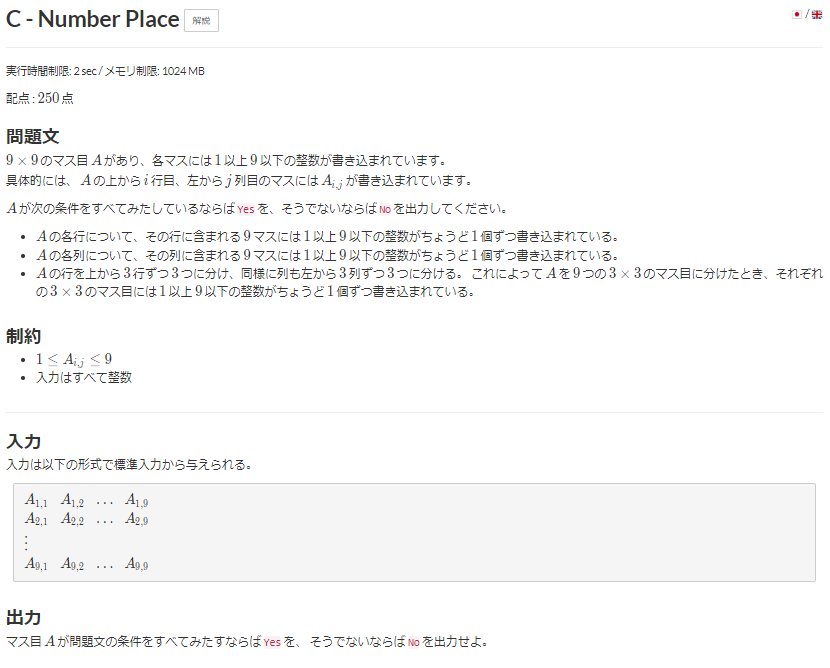 C - Number Place 解説
/
実行時間制限: 2 sec / メモリ制限: 1024 MB
配点 : 250 点
問題文
9 × 9 のマス目 A があり、各マスには 1 以上 9 以下の整数が書き込まれています。
具体的には、 A の上から i 行目、左から j 列目のマスには A_{i,j} が書き込まれています。
A が次の条件をすべてみたしているならば Yes を、そうでないならば No を出力してください。
• A の各行について、その行に含まれる 9 マスには 1 以上 9 以下の整数がちょうど 1 個ずつ書き込まれている。
• A の各列について、その列に含まれる 9 マスには 1 以上 9 以下の整数がちょうど 1 個ずつ書き込まれている。
• A の行を上から 3 行ずつ 3 つに分け、同様に列も左から 3 列ずつ 3 つに分ける。 これによって A を 9 つの 3 × 3 のマス目に分けたとき、それぞれ
の 3 × 3 のマス目には 1 以上 9 以下の整数がちょうど 1 個ずつ書き込まれている。
制約
• 1 ≤ A_{i,j} ≤ 9
• 入力はすべて整数
入力
入力は以下の形式で標準入力から与えられる。
A_{1,1} A_{1,2} … A_{1,9}
A_{2,1} A_{2,2} … A_{2,9}
⋮
A_{9,1} A_{9,2} … A_{9,9}
出力
マス目 A が問題文の条件をすべてみたすならば Yes を、 そうでないならば No を出力せよ。